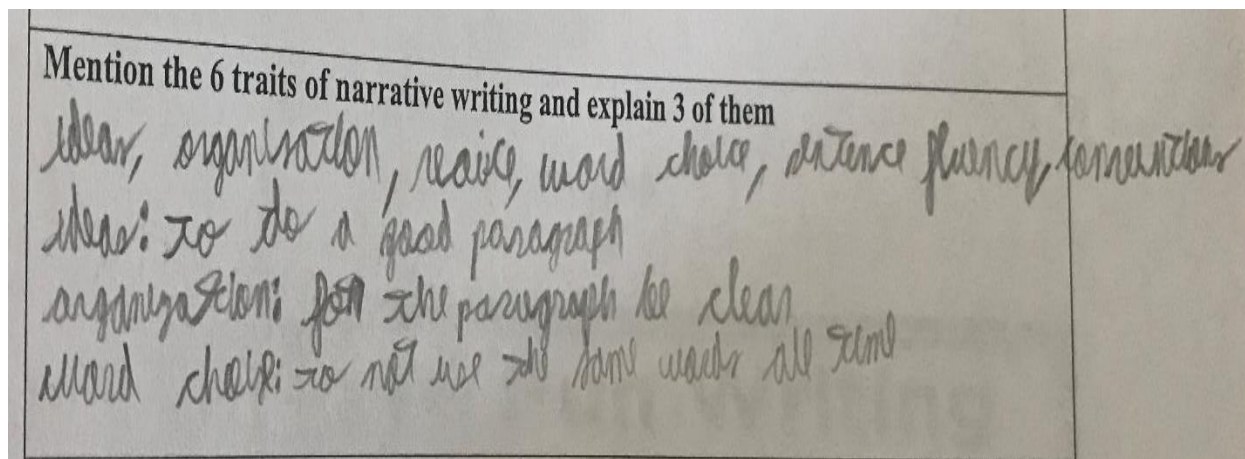 Mention the 6 traits of narrative writing and explain 3 of them
ideas, organisation, voice, word choice, sentence fluency, conventions
ideas: to do a good paragraph
organization: for the paragraph be clear
word choice: to not use the same words all time